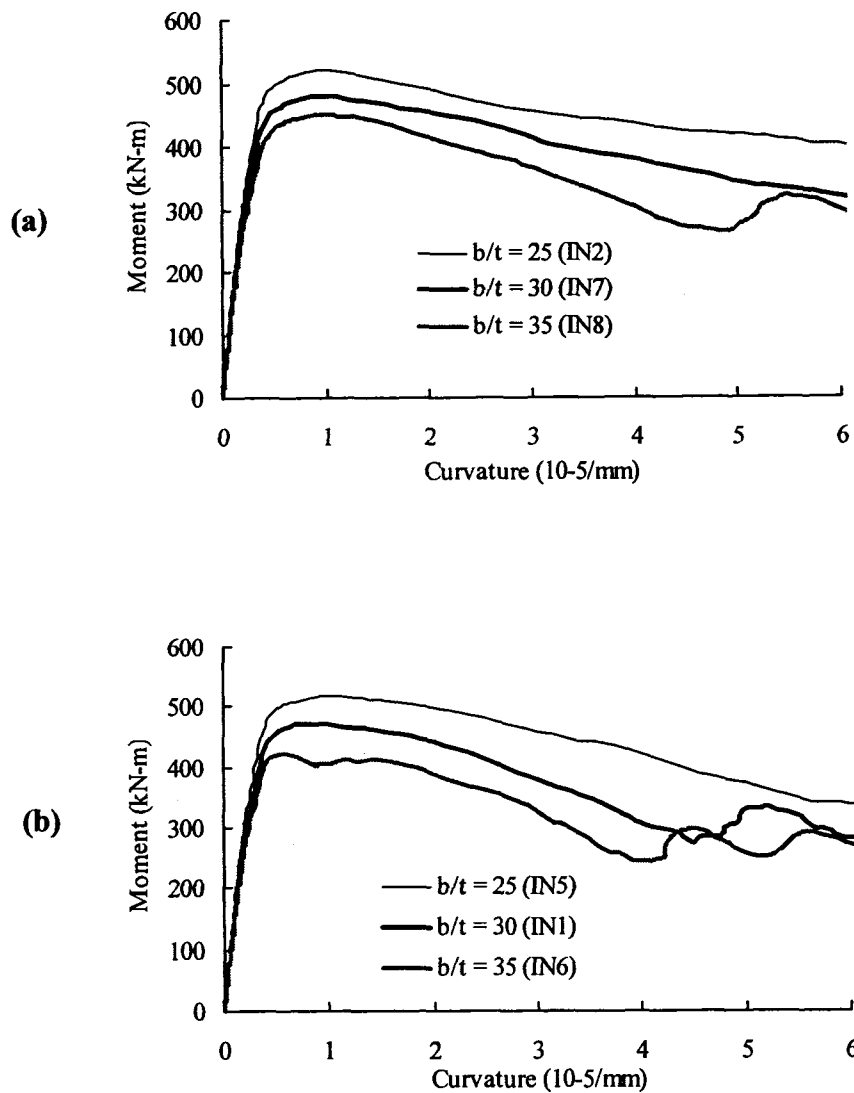 600
500
400
300
200
100
0
Moment (kN-m)
(a)
b/t = 25 (IN2)
b/t = 30 (IN7)
b/t = 35 (IN8)
0 1 2 3 4 5 6
Curvature (10-5/mm)
600
500
400
300
200
100
0
Moment (kN-m)
(b)
b/t = 25 (IN5)
b/t = 30 (IN1)
b/t = 35 (IN6)
0 1 2 3 4 5 6
Curvature (10-5/mm)